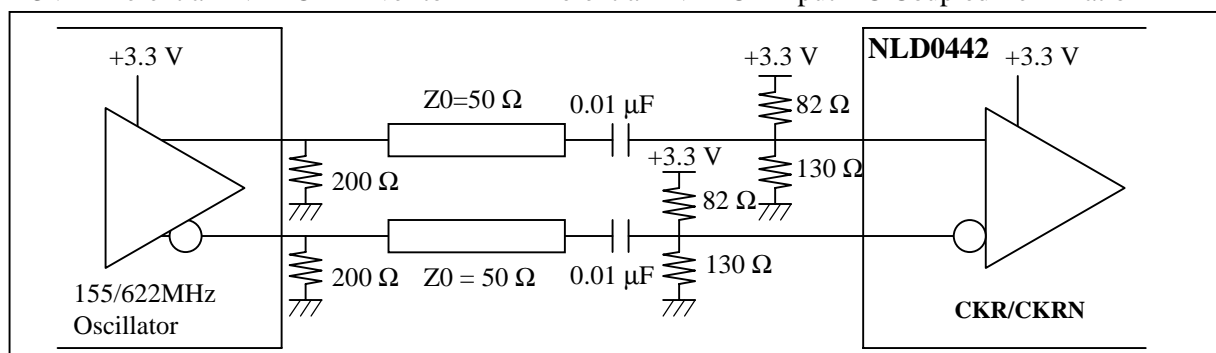 +3.3 V
Z0=50 Ω
0.01 μF
+3.3 V
82 Ω
NLD0442
+3.3 V
200 Ω
+3.3 V
130 Ω
82 Ω
200 Ω
Z0 = 50 Ω
0.01 μF
130 Ω
155/622MHz
Oscillator
CKR/CKRN